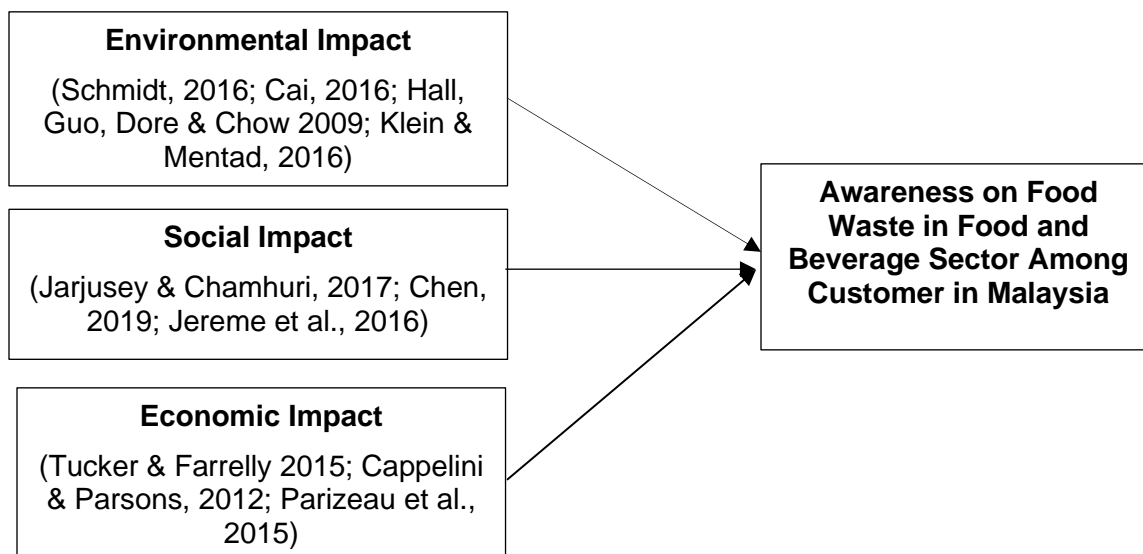 Environmental Impact
(Schmidt, 2016; Cai, 2016; Hall,
Guo, Dore & Chow 2009; Klein &
Mentad, 2016)
Social Impact
(Jarjusey & Chamhuri, 2017; Chen,
2019; Jereme et al., 2016)
Economic Impact
(Tucker & Farrelly 2015; Cappelini
& Parsons, 2012; Parizeau et al.,
2015)
Awareness on Food
Waste in Food and
Beverage Sector Among
Customer in Malaysia